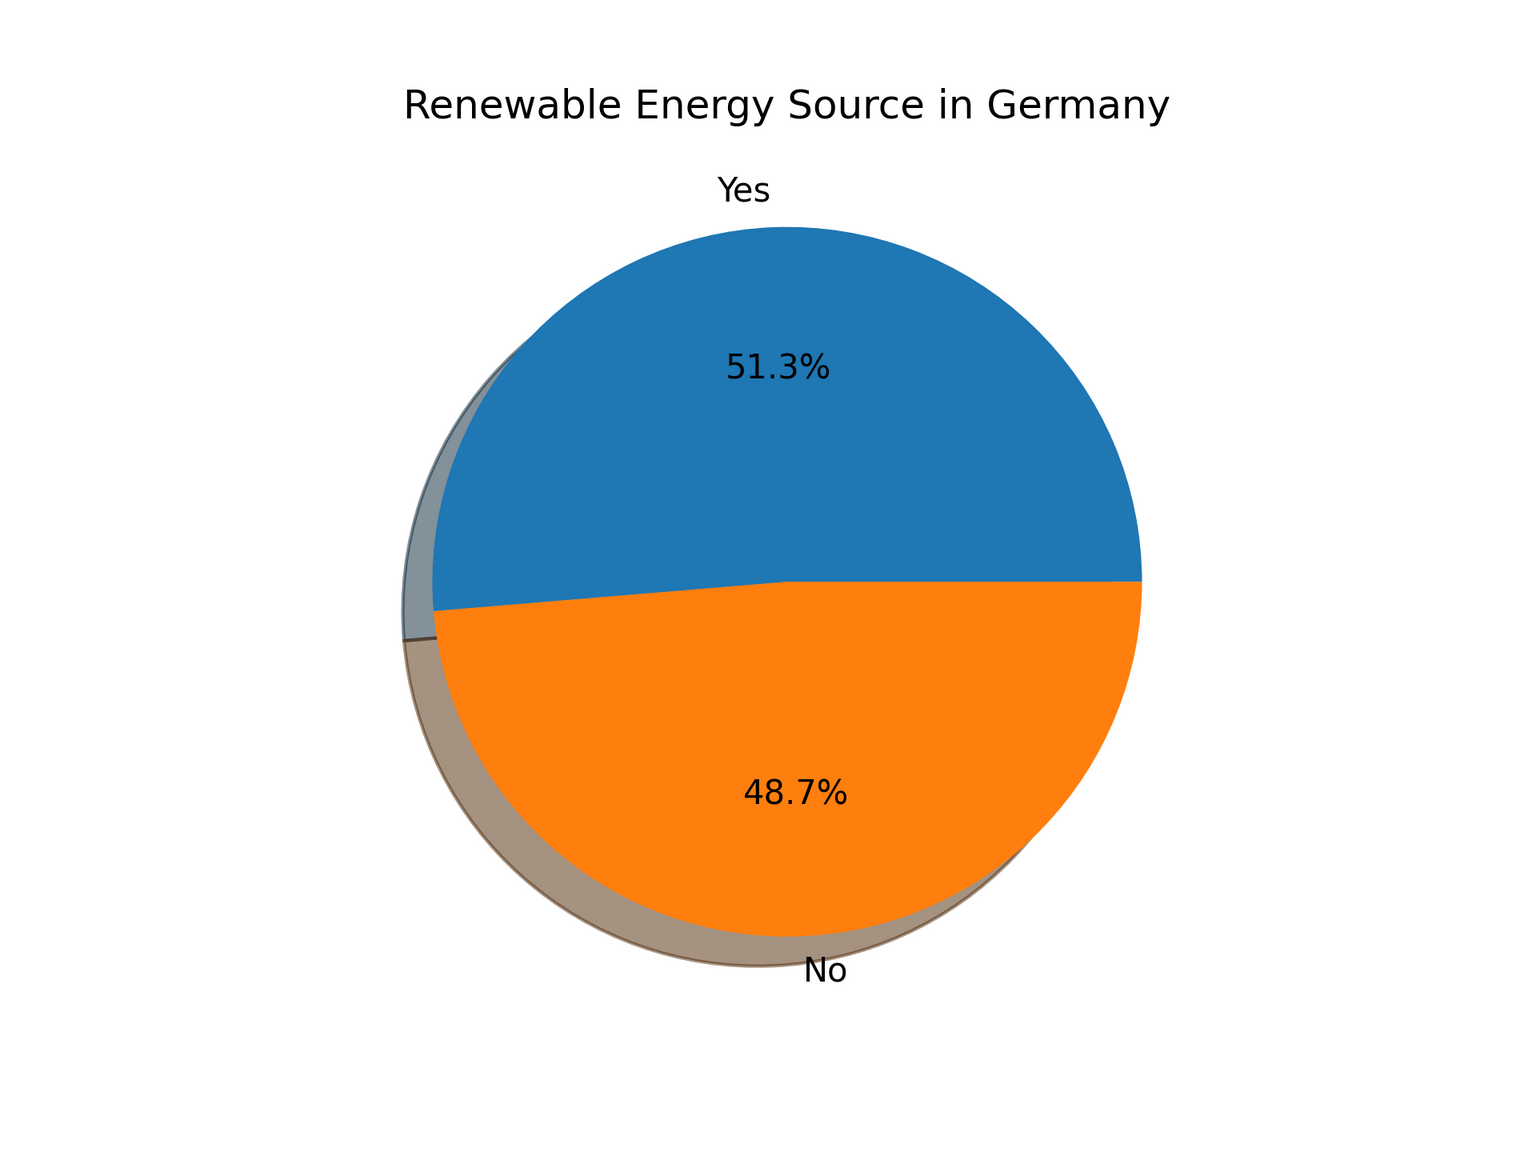 Renewable Energy Source in Germany
Yes
51.3%
48.7%
No